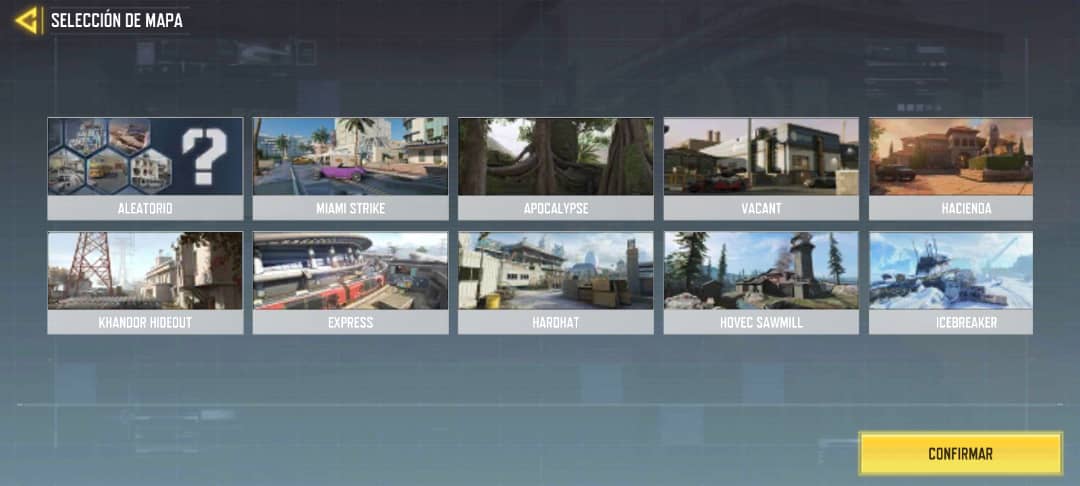 SELECCIÓN DE MAPA
?
ALEATORIO
MIAMI STRIKE
APOCALYPSE
VACANT
HACIENDA
KHANDOR HIDEOUT
EXPRESS
HARDHAT
HOVEC SAWMILL
ICEBREAKER
CONFIRMAR